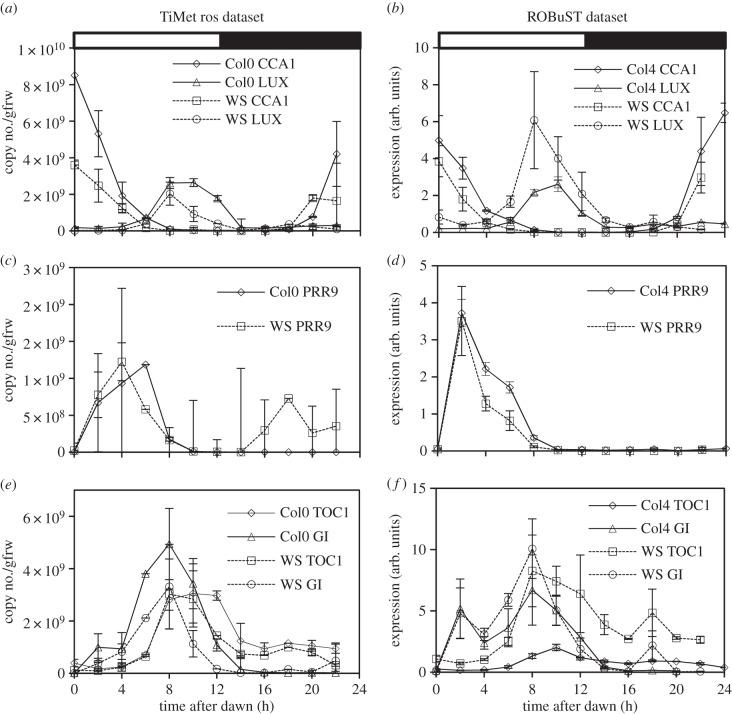 (a) TiMet ros dataset
1 × 10¹⁰
8 × 10⁹
6 × 10⁹
4 × 10⁹
2 × 10⁹
0
copy no./gfrw
Col0 CCA1
Col0 LUX
WS CCA1
WS LUX
(b) ROBuST dataset
10
8
6
4
2
0
expression (arb. units)
Col4 CCA1
Col4 LUX
WS CCA1
WS LUX
(c)
3 × 10⁹
2 × 10⁹
2 × 10⁹
1 × 10⁹
5 × 10⁸
0
copy no./gfrw
Col0 PRR9
WS PRR9
(d)
5
4
3
2
1
0
expression (arb. units)
Col4 PRR9
WS PRR9
(e)
6 × 10⁹
4 × 10⁹
2 × 10⁹
0
copy no./gfrw
Col0 TOC1
Col0 GI
WS TOC1
WS GI
0 4 8 12 16 20 24
time after dawn (h)
(f)
15
10
5
0
expression (arb. units)
Col4 TOC1
Col4 GI
WS TOC1
WS GI
0 4 8 12 16 20 24
time after dawn (h)